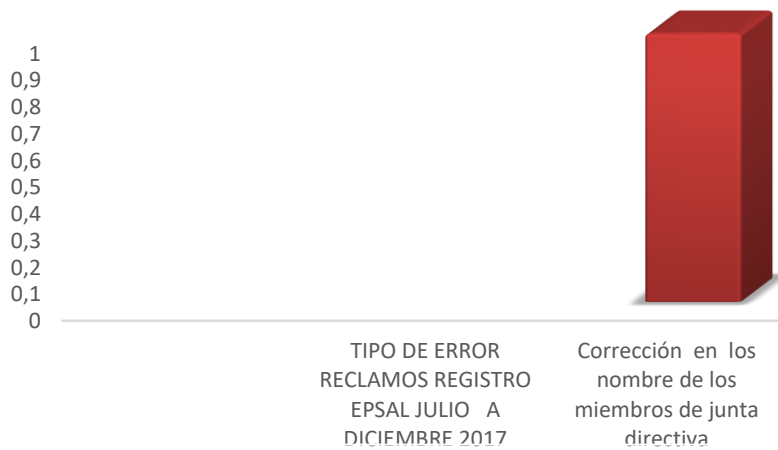 1
0,9
0,8
0,7
0,6
0,5
0,4
0,3
0,2
0,1
0
TIPO DE ERROR
RECLAMOS REGISTRO
EPSAL JULIO A
DICIEMBRE 2017
Corrección en los
nombre de los
miembros de junta
directiva